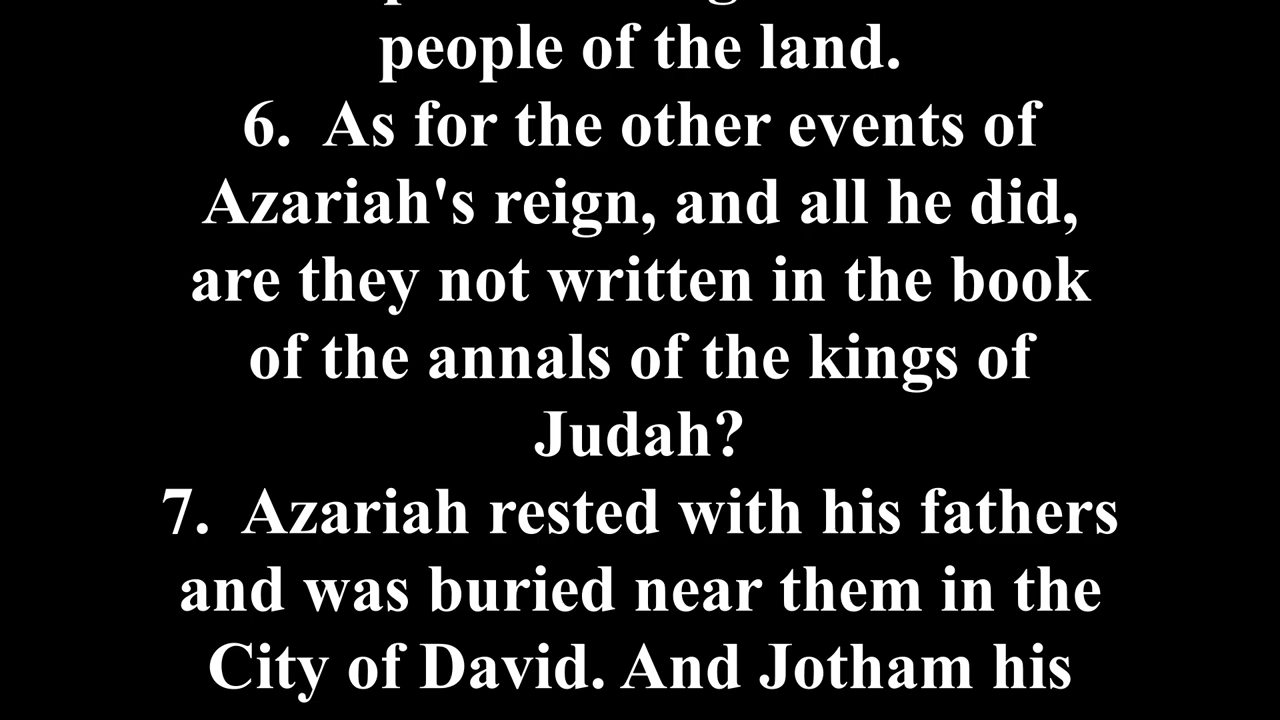 people of the land.
6. As for the other events of
Azariah's reign, and all he did,
are they not written in the book
of the annals of the kings of
Judah?
7. Azariah rested with his fathers
and was buried near them in the
City of David. And Jotham his